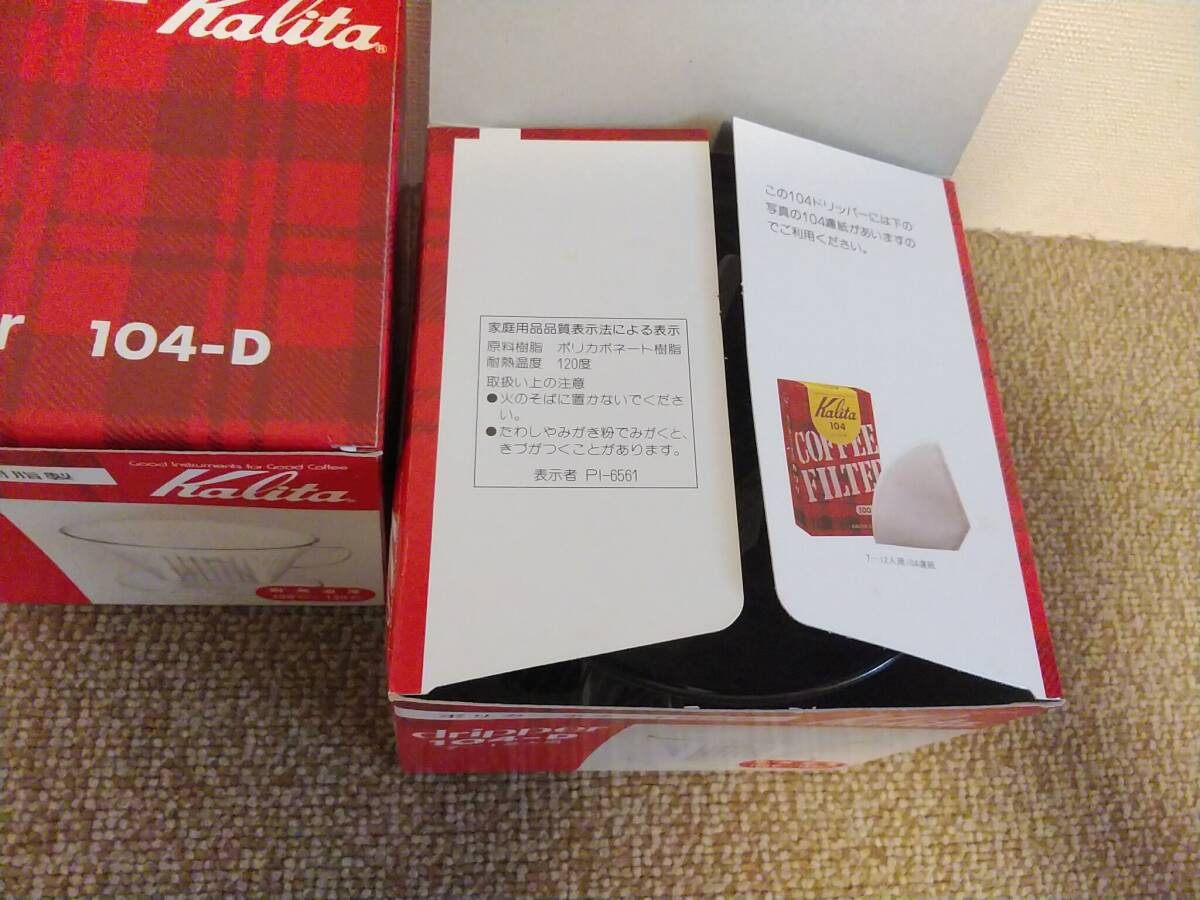 Kalita®
r 104-D
Good Instruments for Good Coffee
Kalita®
家庭用品品質表示法による表示
原料樹脂 ポリカボネート樹脂
耐熱温度 120度
取扱い上の注意
●火のそばに置かないでくださ
い。
●たわしやみがき粉でみがくと、
きづがつくことがあります。
表示者 PI-6561
この104ドリッパーには下の
写真の104濾紙があいますの
でご利用ください。
Kalita
104
COFFEE
FILTER
100
dripper
104-D